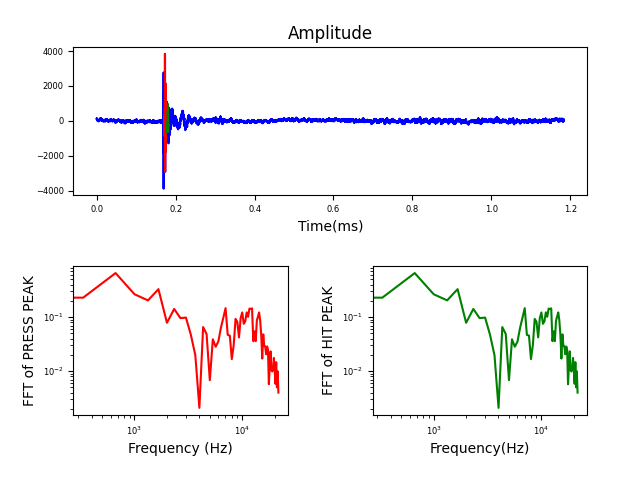 Amplitude
4000
2000
0
−2000
−4000
0.0 0.2 0.4 0.6 0.8 1.0 1.2
Time(ms)
FFT of PRESS PEAK
10⁻¹
10⁻²
10³ 10⁴
Frequency (Hz)
FFT of HIT PEAK
10⁻¹
10⁻²
10³ 10⁴
Frequency(Hz)